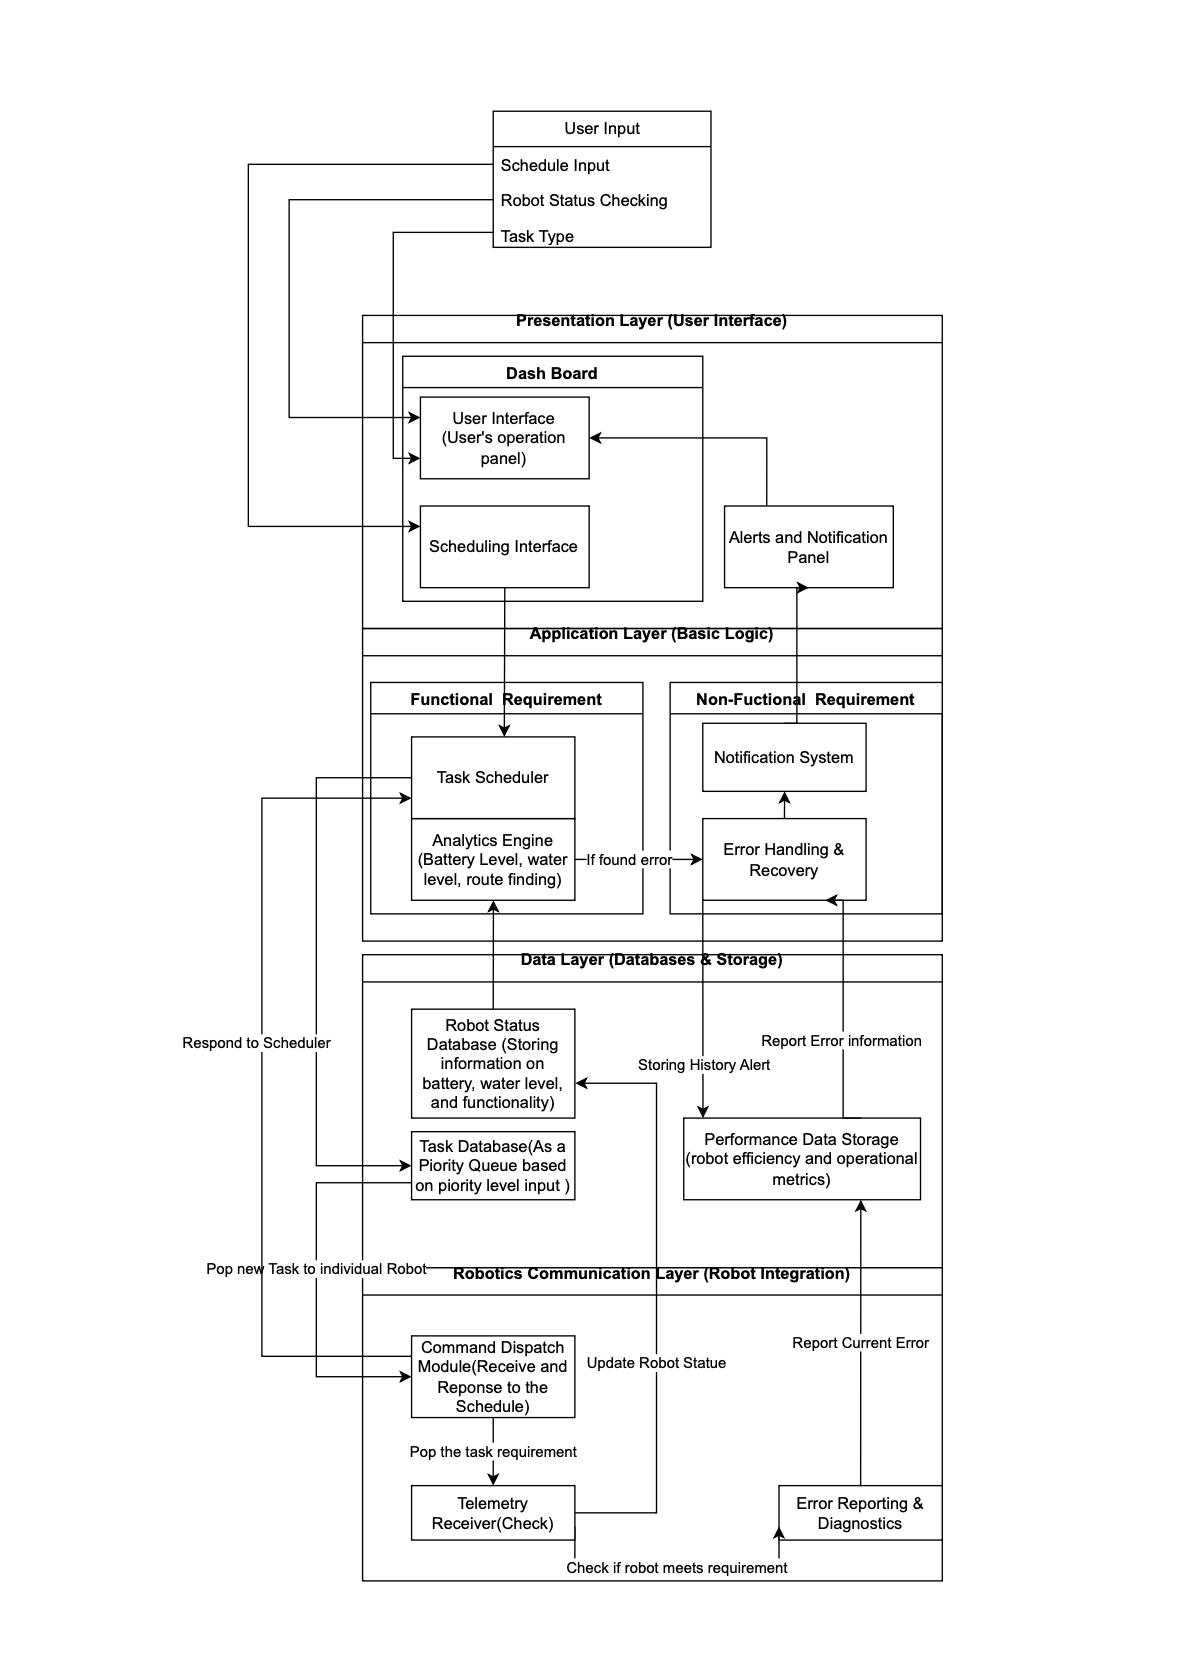 User Input
Schedule Input
Robot Status Checking
Task Type
Presentation Layer (User Interface)
Dash Board
User Interface
(User's operation
panel)
Scheduling Interface
Alerts and Notification
Panel
Application Layer (Basic Logic)
Functional Requirement
Non-Fuctional Requirement
Task Scheduler
Notification System
Analytics Engine
(Battery Level, water
level, route finding)
If found error
Error Handling &
Recovery
Data Layer (Databases & Storage)
Robot Status
Database (Storing
information on
battery, water level,
and functionality)
Respond to Scheduler
Report Error information
Storing History Alert
Task Database(As a
Piority Queue based
on piority level input )
Performance Data Storage
(robot efficiency and operational
metrics)
Pop new Task to individual Robot
Robotics Communication Layer (Robot Integration)
Command Dispatch
Module(Receive and
Reponse to the
Schedule)
Update Robot Statue
Report Current Error
Pop the task requirement
Telemetry
Receiver(Check)
Error Reporting &
Diagnostics
Check if robot meets requirement